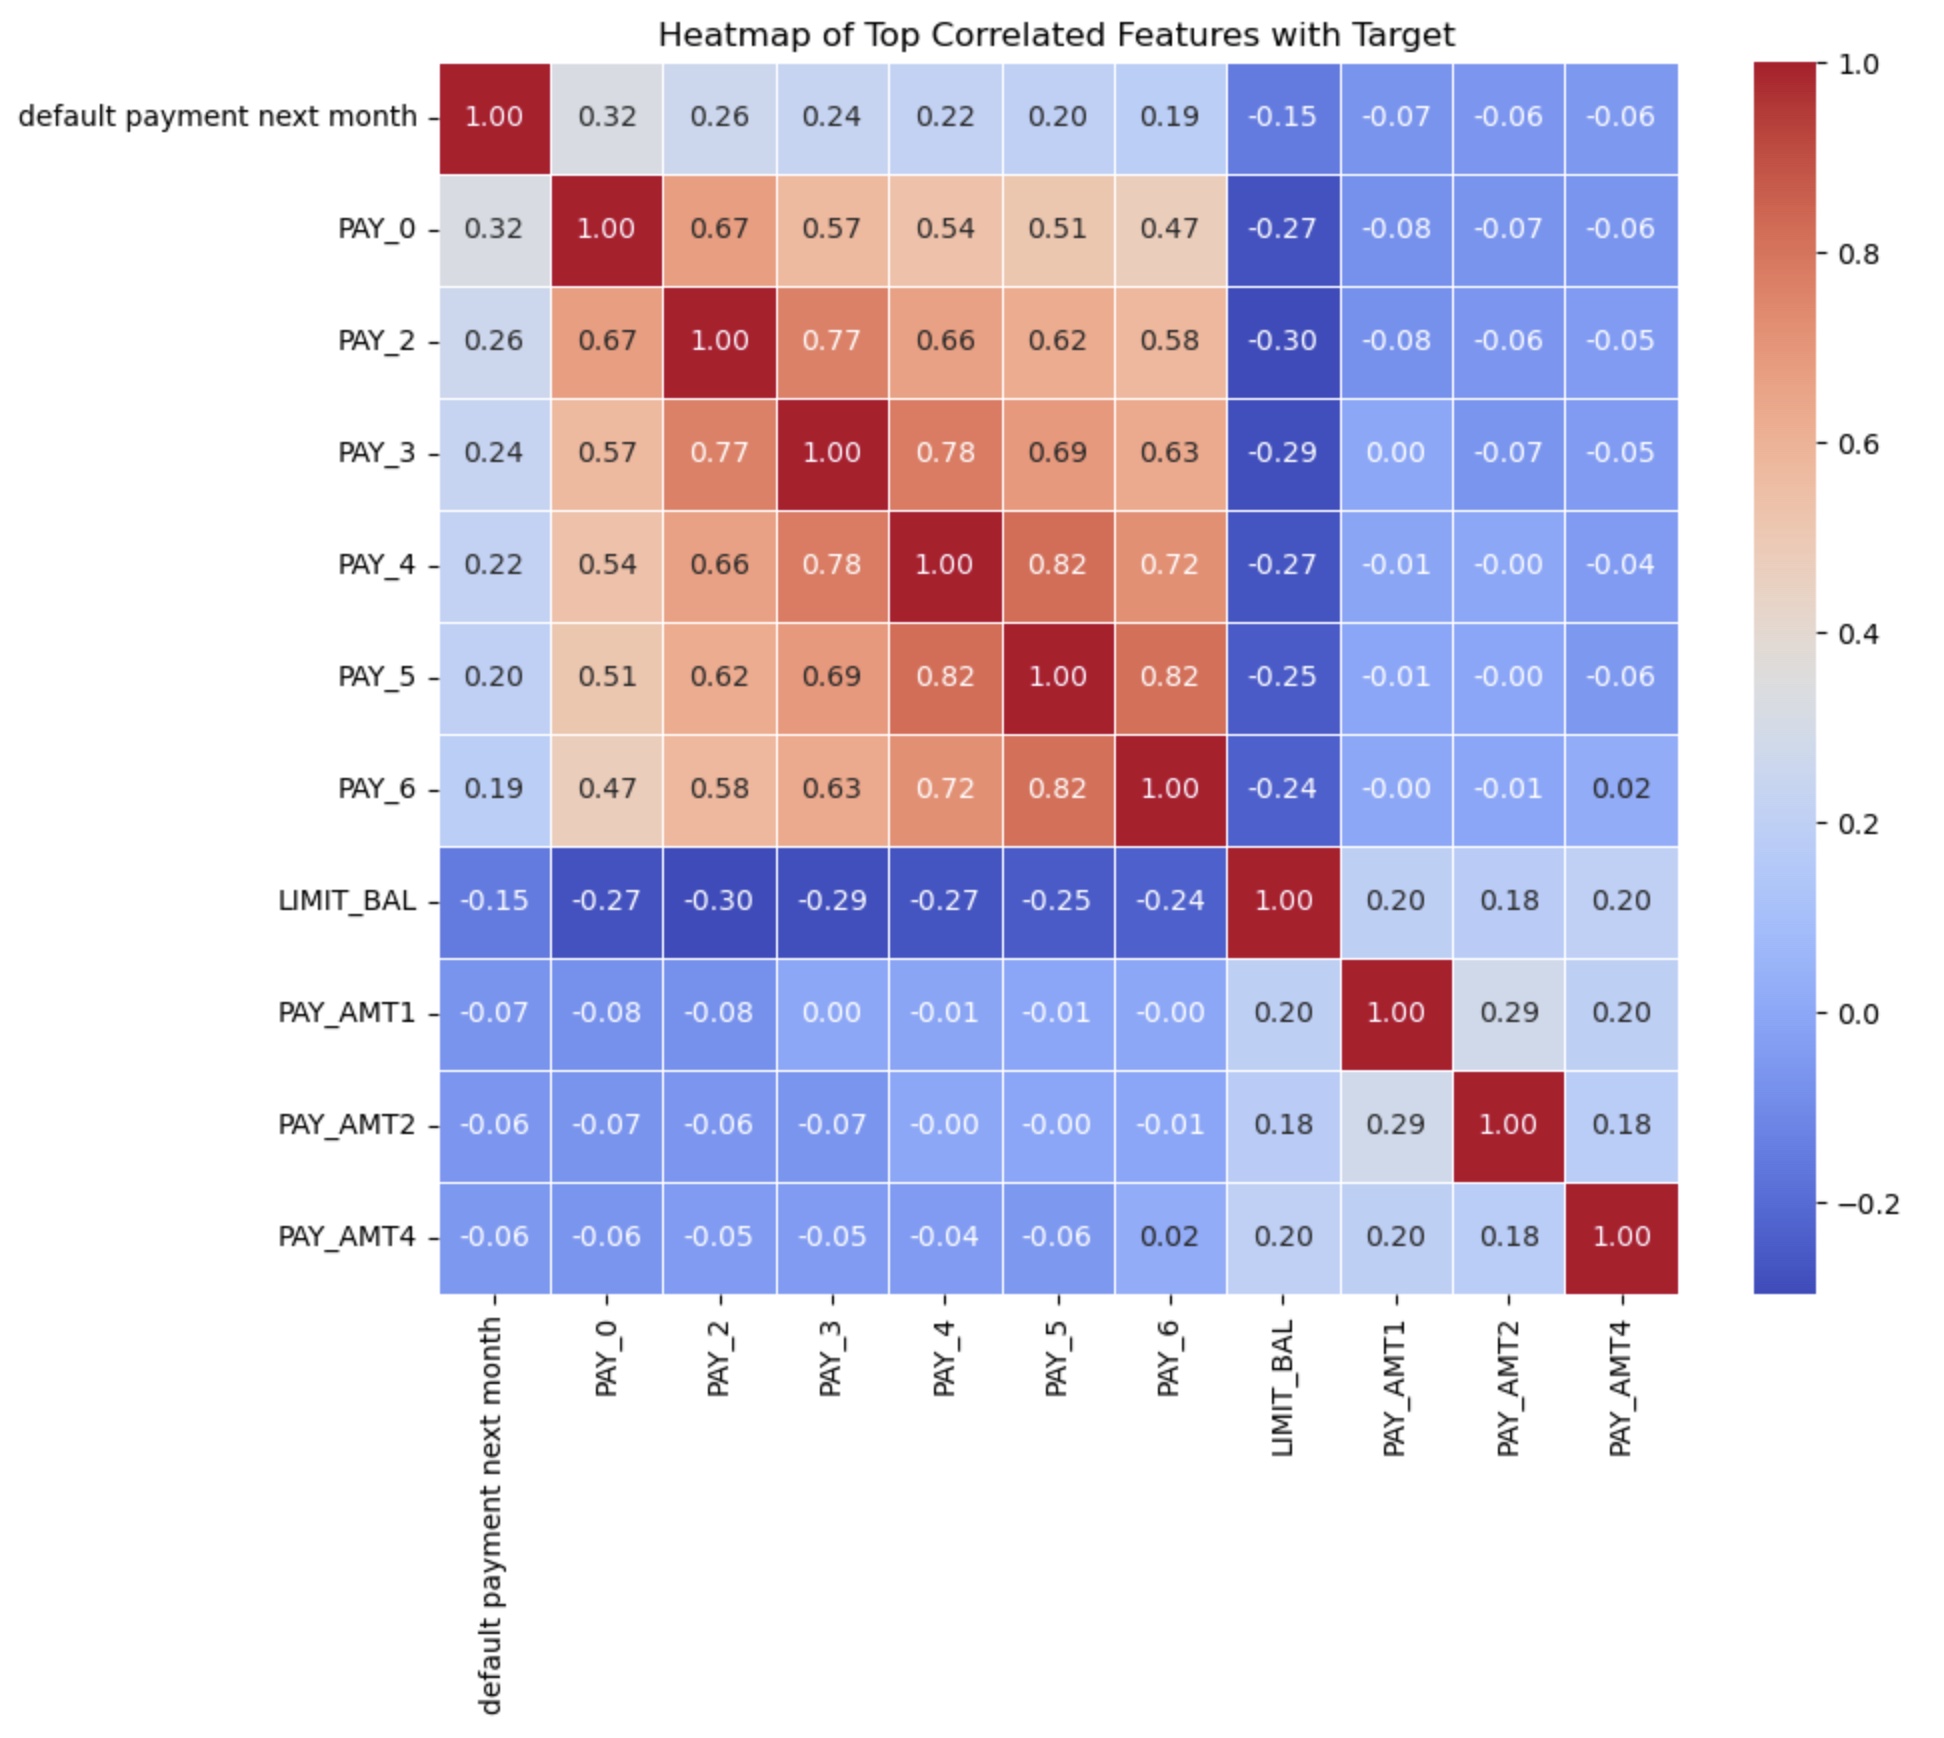 Heatmap of Top Correlated Features with Target
default payment next month 1.00 0.32 0.26 0.24 0.22 0.20 0.19 -0.15 -0.07 -0.06 -0.06
PAY_0 0.32 1.00 0.67 0.57 0.54 0.51 0.47 -0.27 -0.08 -0.07 -0.06
PAY_2 0.26 0.67 1.00 0.77 0.66 0.62 0.58 -0.30 -0.08 -0.06 -0.05
PAY_3 0.24 0.57 0.77 1.00 0.78 0.69 0.63 -0.29 0.00 -0.07 -0.05
PAY_4 0.22 0.54 0.66 0.78 1.00 0.82 0.72 -0.27 -0.01 -0.00 -0.04
PAY_5 0.20 0.51 0.62 0.69 0.82 1.00 0.82 -0.25 -0.01 -0.00 -0.06
PAY_6 0.19 0.47 0.58 0.63 0.72 0.82 1.00 -0.24 -0.00 -0.01 0.02
LIMIT_BAL -0.15 -0.27 -0.30 -0.29 -0.27 -0.25 -0.24 1.00 0.20 0.18 0.20
PAY_AMT1 -0.07 -0.08 -0.08 0.00 -0.01 -0.01 -0.00 0.20 1.00 0.29 0.20
PAY_AMT2 -0.06 -0.07 -0.06 -0.07 -0.00 -0.00 -0.01 0.18 0.29 1.00 0.18
PAY_AMT4 -0.06 -0.06 -0.05 -0.05 -0.04 -0.06 0.02 0.20 0.20 0.18 1.00
default payment next month
PAY_0
PAY_2
PAY_3
PAY_4
PAY_5
PAY_6
LIMIT_BAL
PAY_AMT1
PAY_AMT2
PAY_AMT4
1.0
0.8
0.6
0.4
0.2
0.0
−0.2